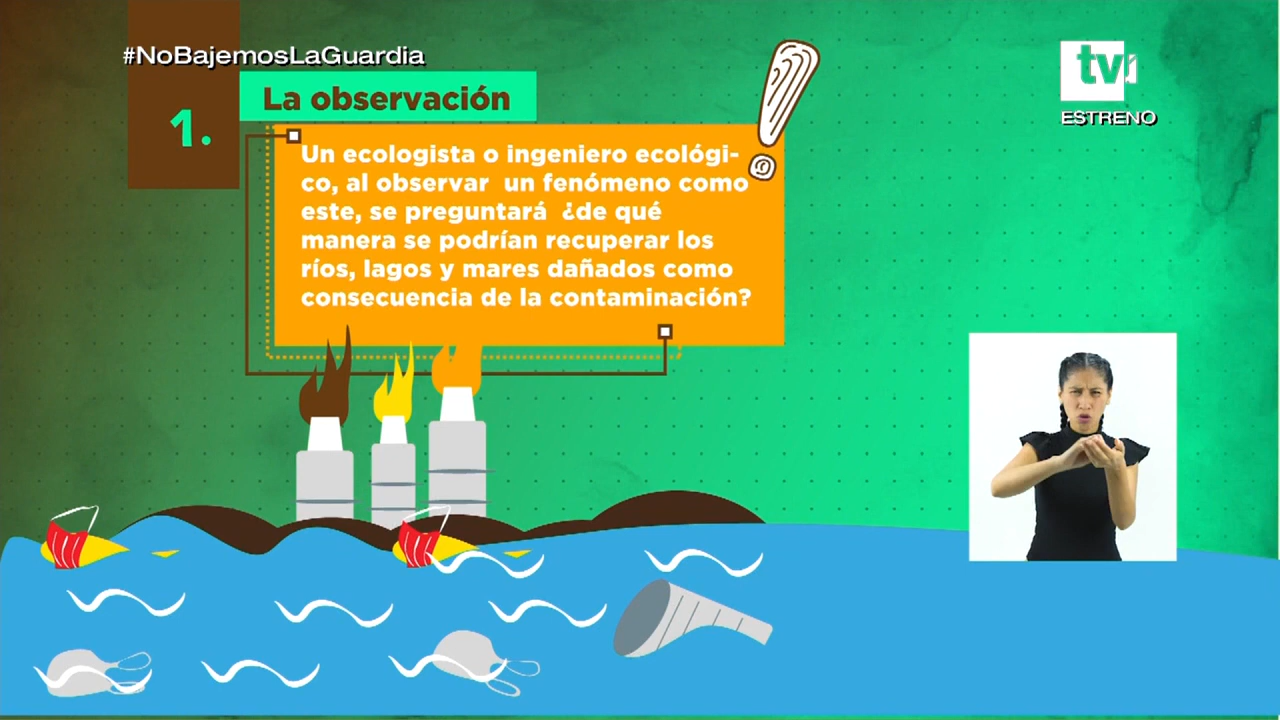 #NoBajemosLaGuardia
1.
La observación
Un ecologista o ingeniero ecológi-
co, al observar un fenómeno como
este, se preguntará ¿de qué
manera se podrían recuperar los
ríos, lagos y mares dañados como
consecuencia de la contaminación?
tv
ESTRENO